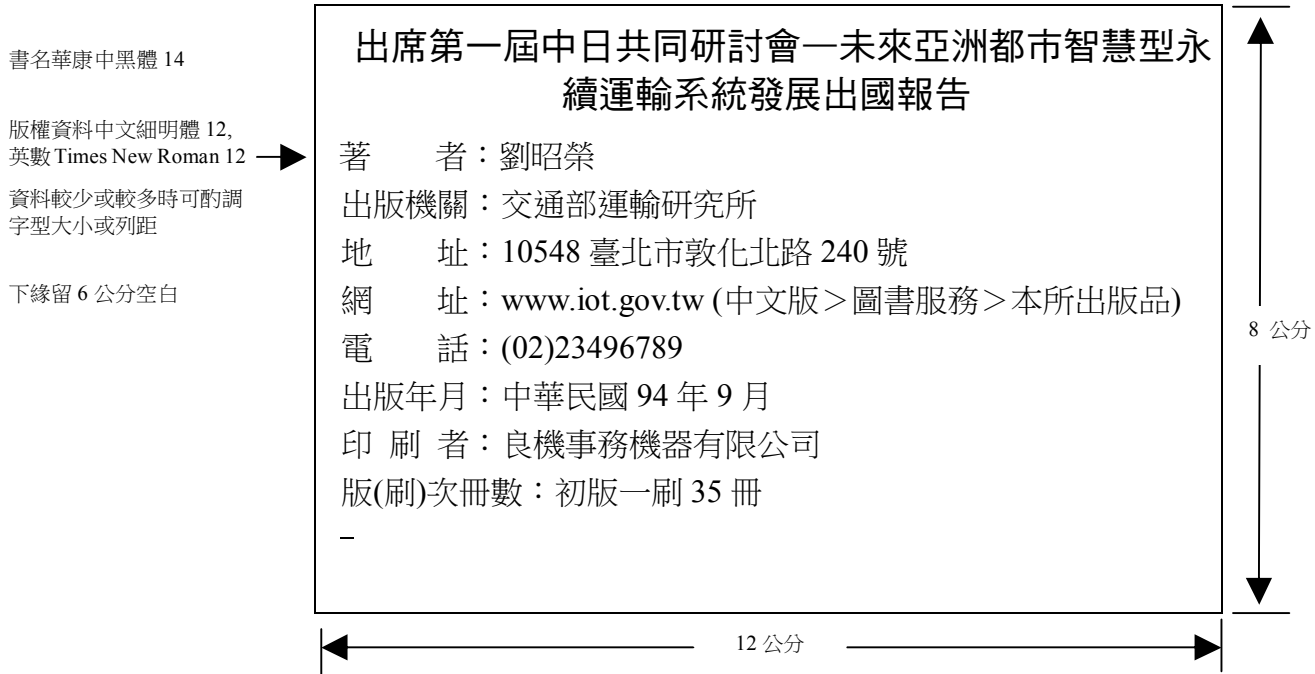 書名華康中黑體 14
版權資料中文細明體 12,
英數 Times New Roman 12
資料較少或較多時可酌調
字型大小或列距
下緣留 6 公分空白
出席第一屆中日共同研討會—未來亞洲都市智慧型永
續運輸系統發展出國報告
著　　者：劉昭榮
出版機關：交通部運輸研究所
地　　址：10548 臺北市敦化北路 240 號
網　　址：www.iot.gov.tw (中文版＞圖書服務＞本所出版品)
電　　話：(02)23496789
出版年月：中華民國 94 年 9 月
印 刷 者：良機事務機器有限公司
版(刷)次冊數：初版一刷 35 冊
8 公分
12 公分